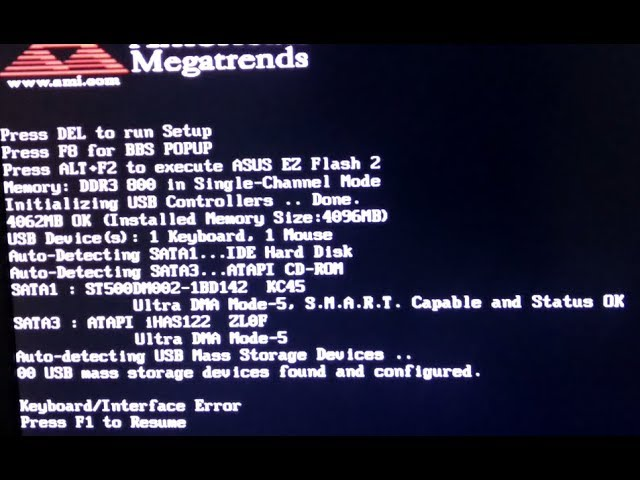 Megatrends
www.ami.com
Press DEL to run Setup
Press F8 for BBS POPUP
Press ALT+F2 to execute ASUS EZ Flash 2
Memory: DDR3 800 in Single-Channel Mode
Initializing USB Controllers .. Done.
4062MB OK (Installed Memory Size:4096MB)
USB Device(s): 1 Keyboard, 1 Mouse
Auto-Detecting SATA1...IDE Hard Disk
Auto-Detecting SATA3...ATAPI CD-ROM
SATA1 : ST500DM002-1BD142 KC45
Ultra DMA Mode-5, S.M.A.R.T. Capable and Status OK
SATA3 : ATAPI iHAS122 ZL0F
Ultra DMA Mode-5
Auto-detecting USB Mass Storage Devices ..
00 USB mass storage devices found and configured.
Keyboard/Interface Error
Press F1 to Resume